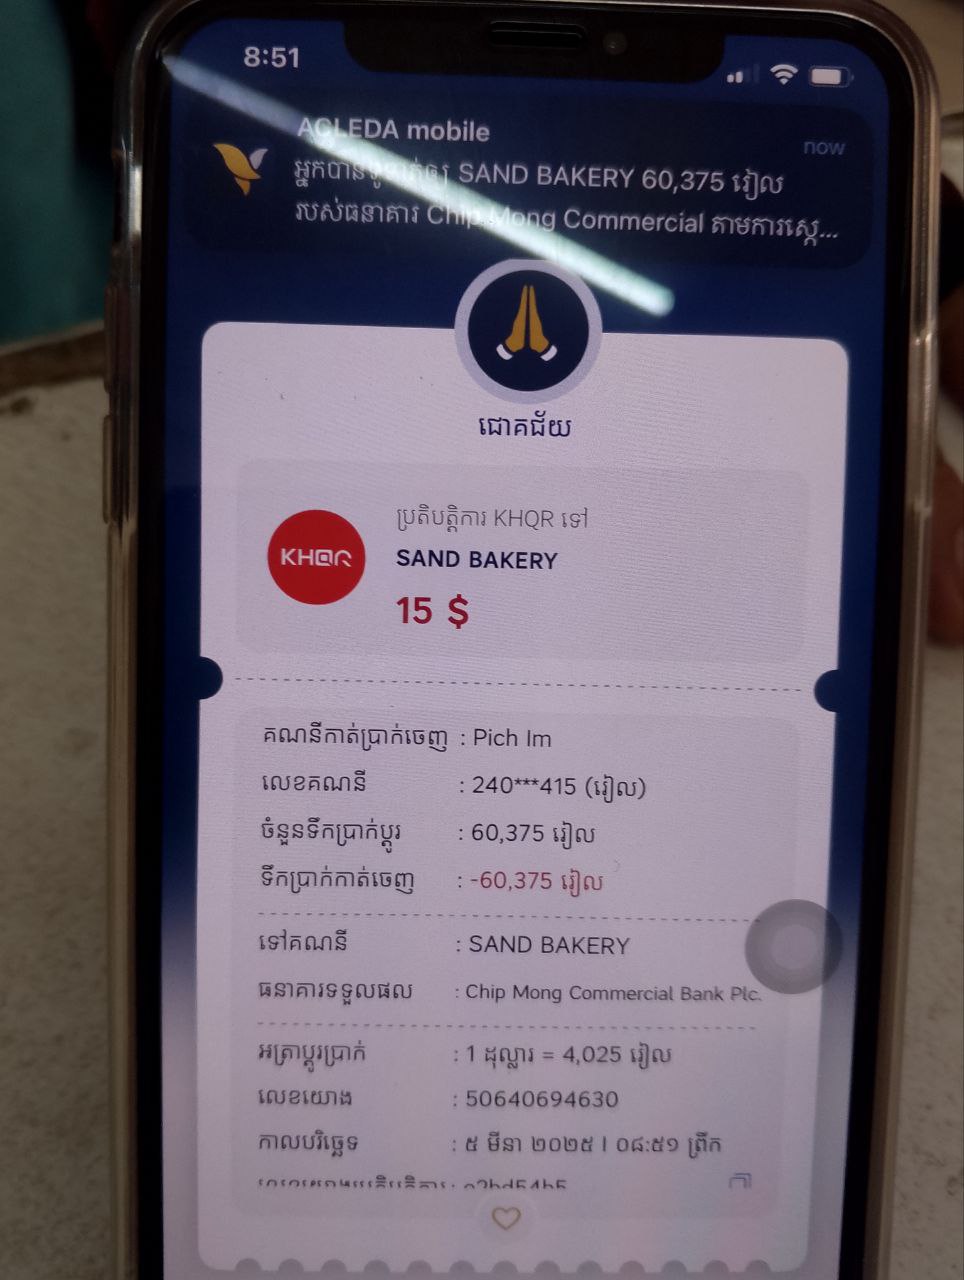 8:51
ACLEDA mobile
now
អ្នកបានទូទាត់ឲ្យ SAND BAKERY 60,375 រៀល
របស់ធនាគារ Chip Mong Commercial តាមការស្កេ...
ជោគជ័យ
KHQR
ប្រតិបត្តិការ KHQR ទៅ
SAND BAKERY
15 $
គណនីកាត់ប្រាក់ចេញ : Pich Im
លេខគណនី : 240***415 (រៀល)
ចំនួនទឹកប្រាក់ប្តូរ : 60,375 រៀល
ទឹកប្រាក់កាត់ចេញ : -60,375 រៀល
ទៅគណនី : SAND BAKERY
ធនាគារទទួលផល : Chip Mong Commercial Bank Plc.
អត្រាប្តូរប្រាក់ : 1 ដុល្លារ = 4,025 រៀល
លេខយោង : 50640694630
កាលបរិច្ឆេទ : ៥ មីនា ២០២៥ | ០៨:៥១ ព្រឹក